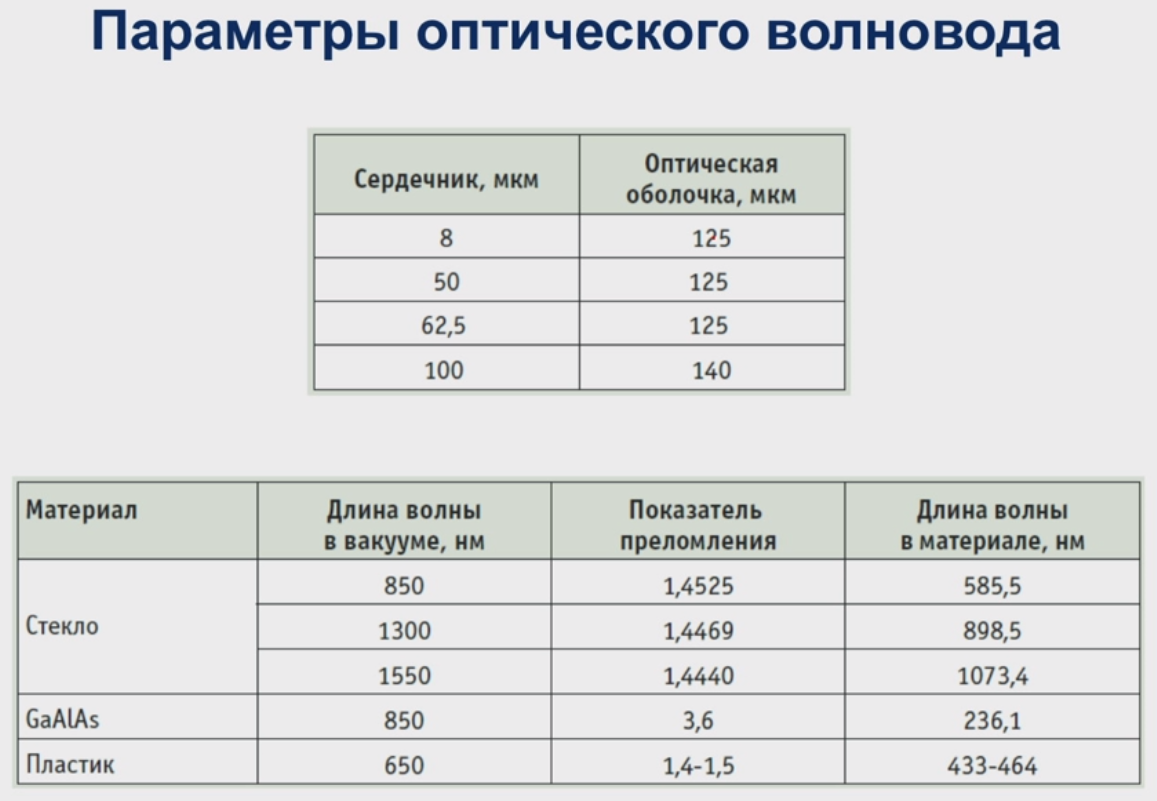 Параметры оптического волновода
Сердечник, мкм
Оптическая
оболочка, мкм
8 125
50 125
62,5 125
100 140
Материал
Длина волны
в вакууме, нм
Показатель
преломления
Длина волны
в материале, нм
Стекло
850 1,4525 585,5
1300 1,4469 898,5
1550 1,4440 1073,4
GaAlAs 850 3,6 236,1
Пластик 650 1,4-1,5 433-464